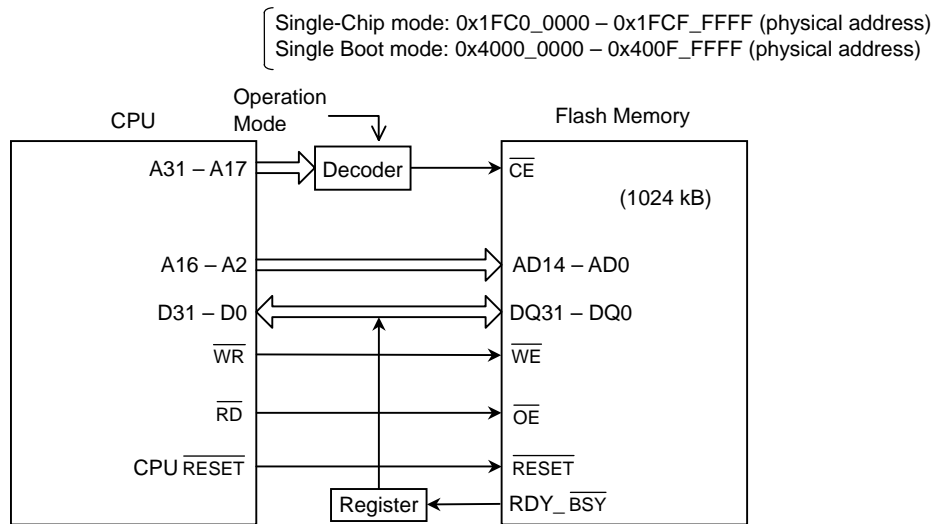 Single-Chip mode: 0x1FC0_0000 – 0x1FCF_FFFF (physical address)
Single Boot mode: 0x4000_0000 – 0x400F_FFFF (physical address)
Operation
Mode
CPU
Flash Memory
A31 – A17
Decoder
CE
(1024 kB)
A16 – A2
AD14 – AD0
D31 – D0
DQ31 – DQ0
WR
WE
RD
OE
CPU RESET
RESET
Register
RDY_BSY